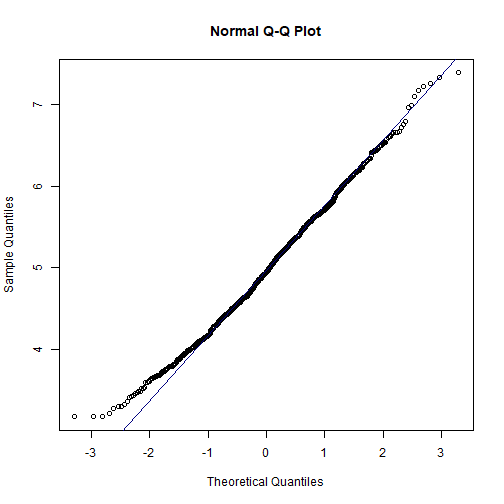 Normal Q-Q Plot
Sample Quantiles
7
6
5
4
-3 -2 -1 0 1 2 3
Theoretical Quantiles